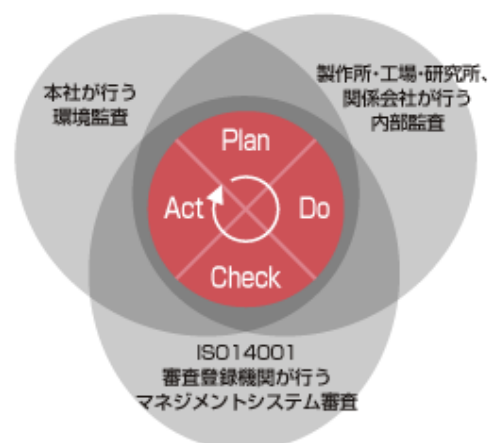 本社が行う
環境監査
製作所・工場・研究所、
関係会社が行う
内部監査
Plan
Act
Do
Check
ISO14001
審査登録機関が行う
マネジメントシステム審査